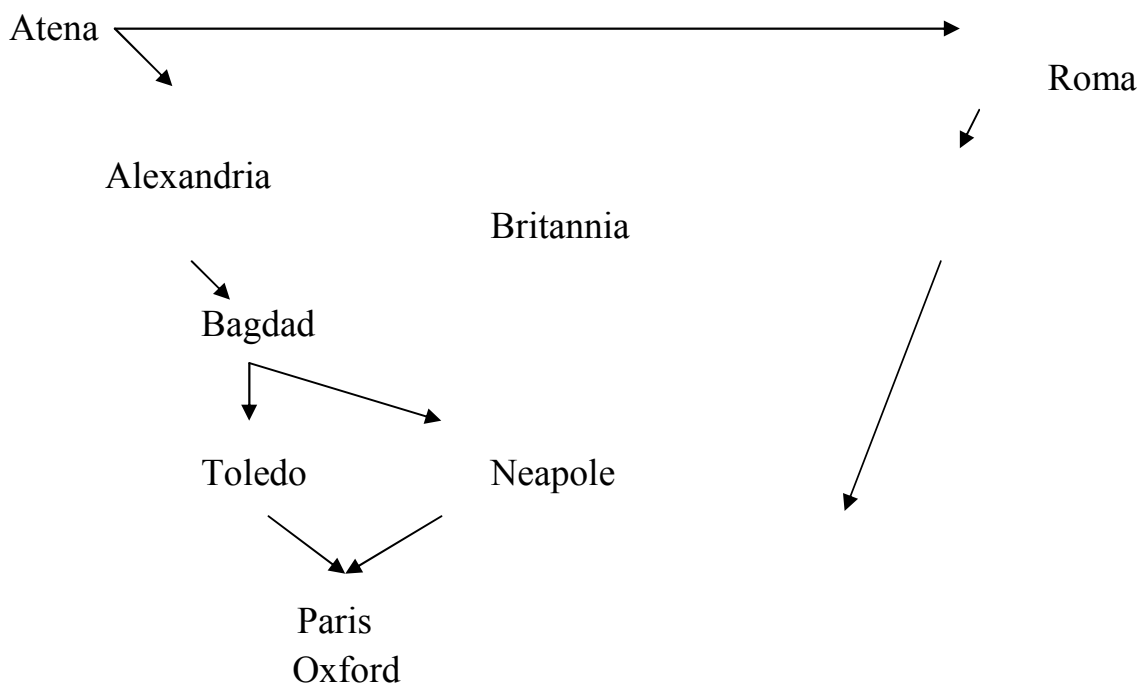 Atena
Roma
Alexandria
Britannia
Bagdad
Toledo Neapole
Paris
Oxford